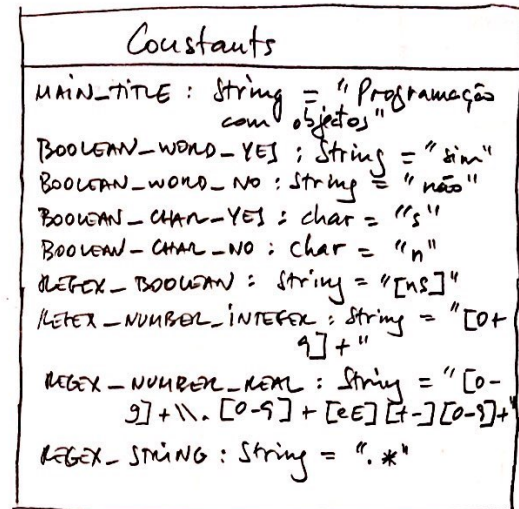 Constants
MAIN_TITLE : String = "Programação
com objetos"
BOOLEAN_WORD_YES : String = "sim"
BOOLEAN_WORD_NO : String = "não"
BOOLEAN_CHAR_YES : char = "s"
BOOLEAN_CHAR_NO : char = "n"
REGEX_BOOLEAN : String = "[nS]"
REGEX_NUMBER_INTEGER : String = "[0+
9]+"
REGEX_NUMBER_REAL : String = "[0-
9]+\\.[0-9]+[eE][+-][0-9]+"
REGEX_STRING : String = ".*"